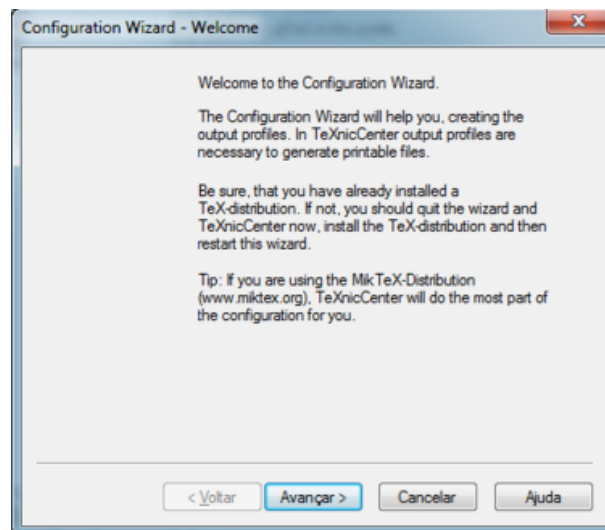 Configuration Wizard - Welcome
Welcome to the Configuration Wizard.
The Configuration Wizard will help you, creating the
output profiles. In TeXnicCenter output profiles are
necessary to generate printable files.
Be sure, that you have already installed a
TeX-distribution. If not, you should quit the wizard and
TeXnicCenter now, install the TeX-distribution and then
restart this wizard.
Tip: If you are using the MikTeX-Distribution
(www.miktex.org), TeXnicCenter will do the most part of
the configuration for you.
< Voltar Avançar > Cancelar Ajuda